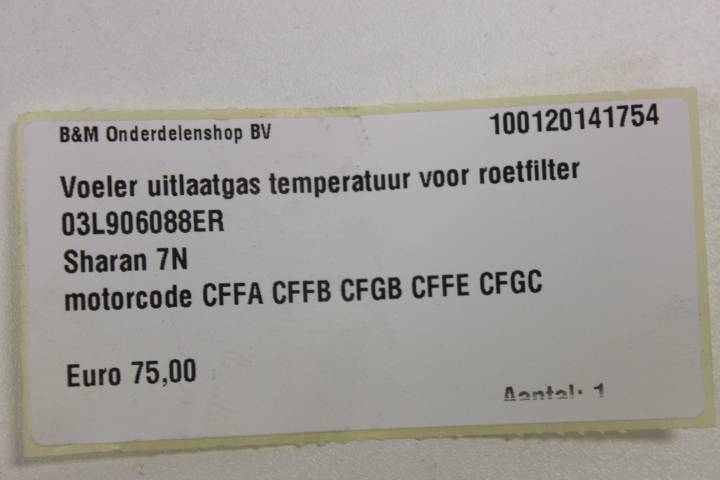 B&M Onderdelenshop BV 100120141754
Voeler uitlaatgas temperatuur voor roetfilter
03L906088ER
Sharan 7N
motorcode CFFA CFFB CFGB CFFE CFGC
Euro 75,00
Aantal: 1